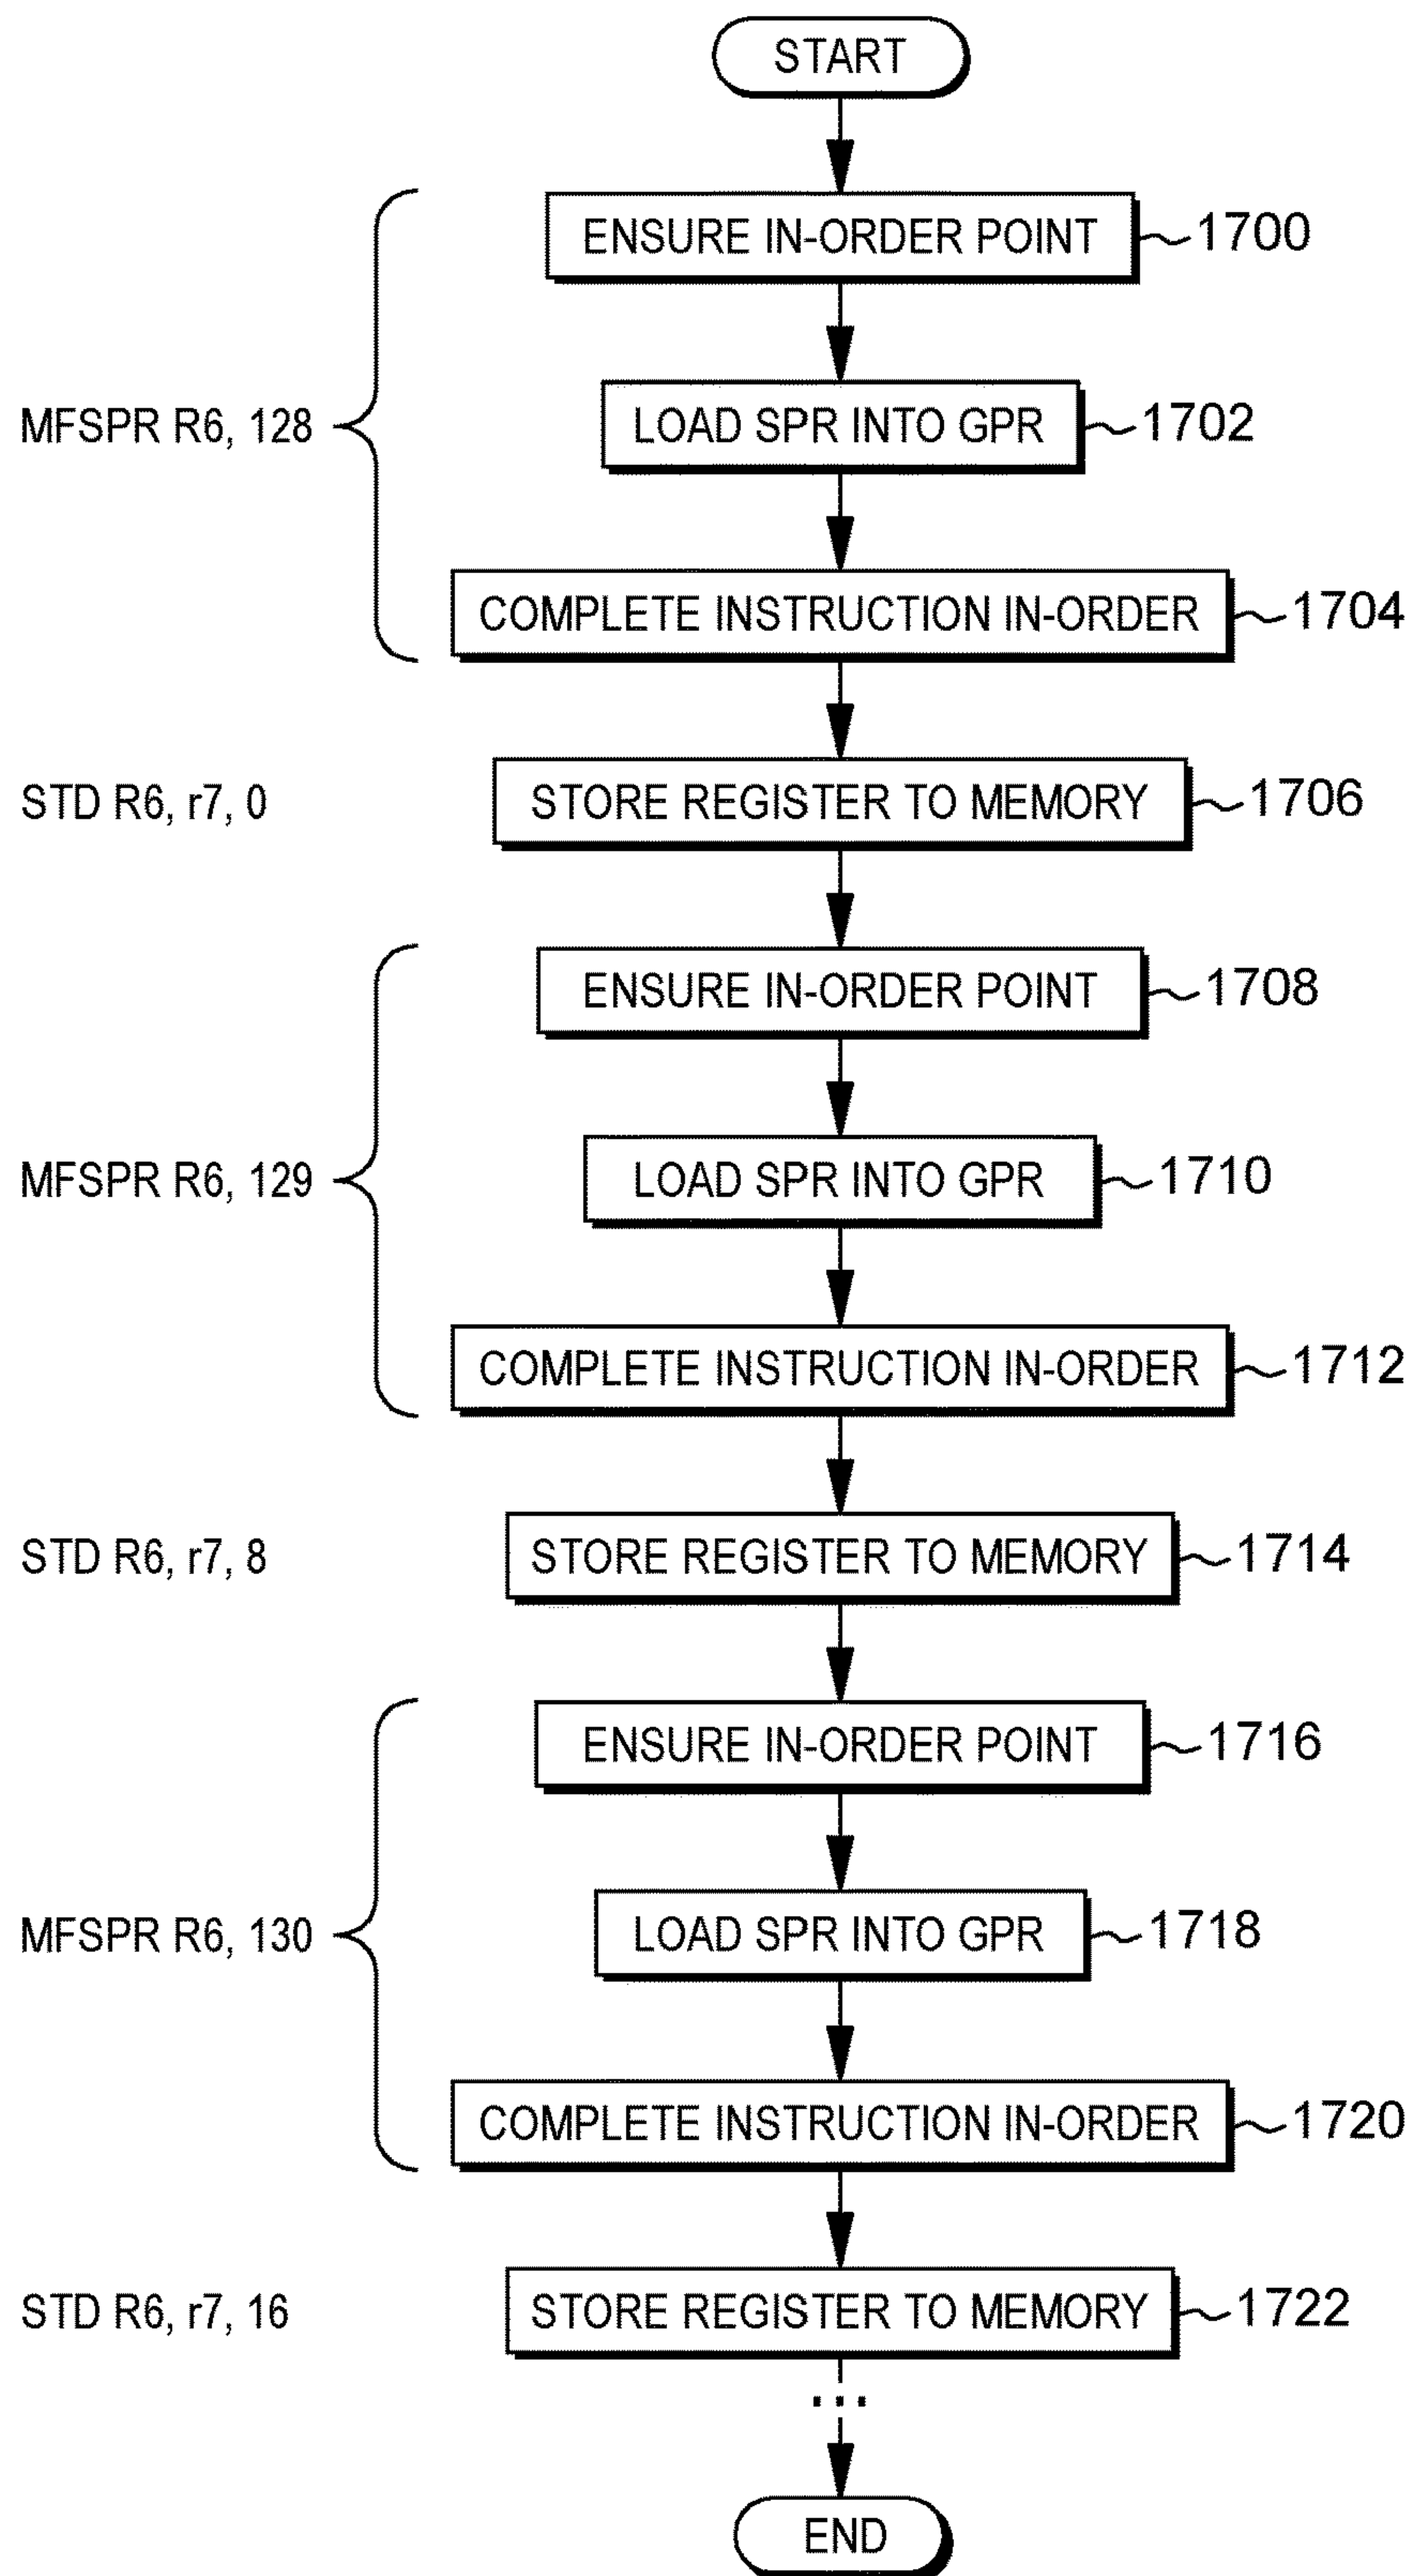 START
ENSURE IN-ORDER POINT 1700
MFSPR R6, 128 LOAD SPR INTO GPR 1702
COMPLETE INSTRUCTION IN-ORDER 1704
STD R6, r7, 0 STORE REGISTER TO MEMORY 1706
ENSURE IN-ORDER POINT 1708
MFSPR R6, 129 LOAD SPR INTO GPR 1710
COMPLETE INSTRUCTION IN-ORDER 1712
STD R6, r7, 8 STORE REGISTER TO MEMORY 1714
ENSURE IN-ORDER POINT 1716
MFSPR R6, 130 LOAD SPR INTO GPR 1718
COMPLETE INSTRUCTION IN-ORDER 1720
STD R6, r7, 16 STORE REGISTER TO MEMORY 1722
...
END